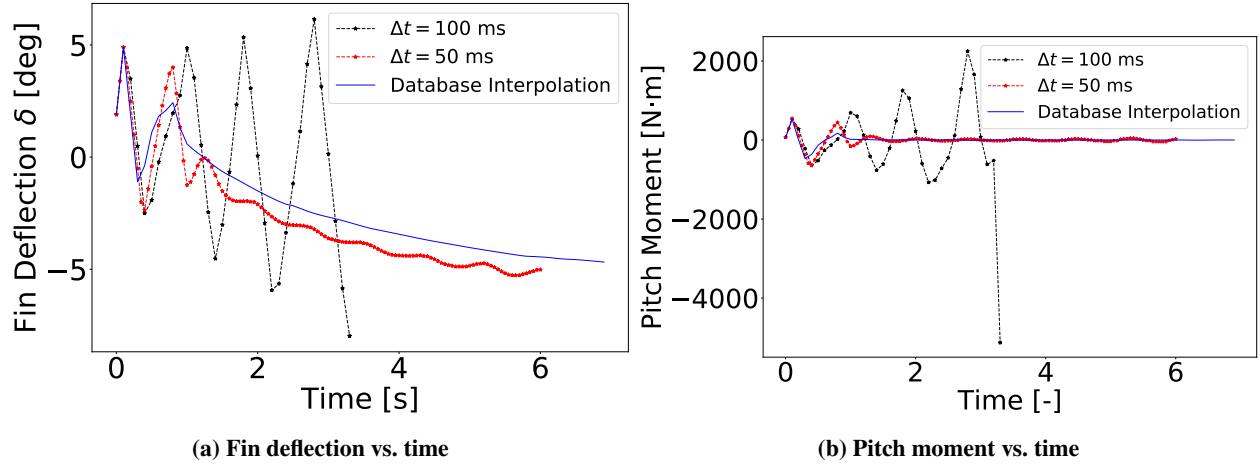 Fin Deflection δ [deg]
5
0
−5
Δt = 100 ms
Δt = 50 ms
Database Interpolation
0 2 4 6
Time [s]
(a) Fin deflection vs. time
Pitch Moment [N·m]
2000
0
−2000
−4000
Δt = 100 ms
Δt = 50 ms
Database Interpolation
0 2 4 6
Time [-]
(b) Pitch moment vs. time